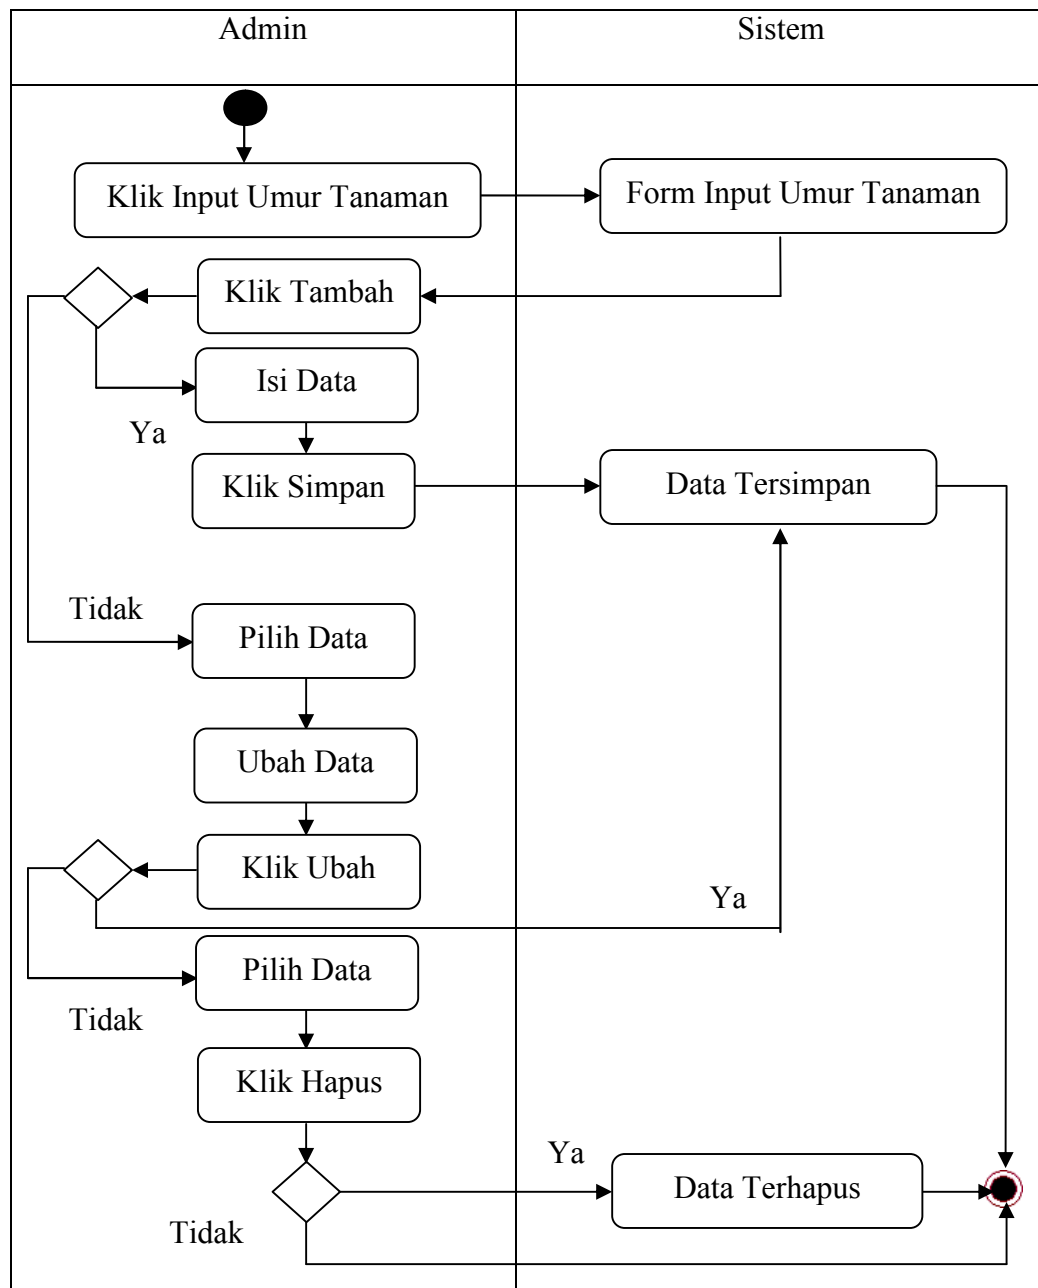 Admin
Sistem
Klik Input Umur Tanaman
Form Input Umur Tanaman
Klik Tambah
Isi Data
Ya
Klik Simpan
Data Tersimpan
Tidak
Pilih Data
Ubah Data
Klik Ubah
Ya
Pilih Data
Tidak
Klik Hapus
Ya
Data Terhapus
Tidak